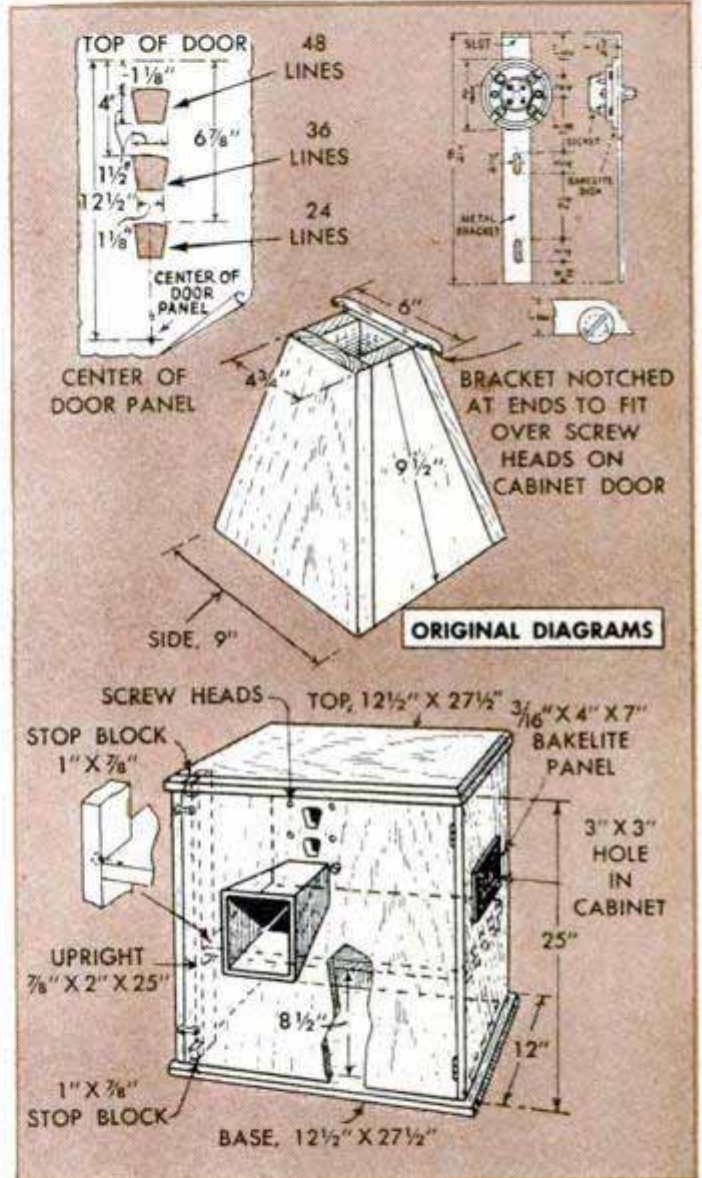 TOP OF DOOR
48
LINES
1⅛"
4"
6⅞"
36
LINES
1½"
12½"
24
LINES
1⅛"
CENTER OF
DOOR
PANEL
CENTER OF
DOOR PANEL
SLOT
SOCKET
BAKELITE
DISK
METAL
BRACKET
6"
4¾"
9½"
BRACKET NOTCHED
AT ENDS TO FIT
OVER SCREW
HEADS ON
CABINET DOOR
SIDE, 9"
ORIGINAL DIAGRAMS
SCREW HEADS
TOP, 12½" X 27½"
3/16" X 4" X 7"
BAKELITE
PANEL
STOP BLOCK
1" X ⅞"
3" X 3"
HOLE
IN
CABINET
25"
UPRIGHT
⅞" X 2" X 25"
8½"
12"
1" X ⅞"
STOP BLOCK
BASE, 12½" X 27½"